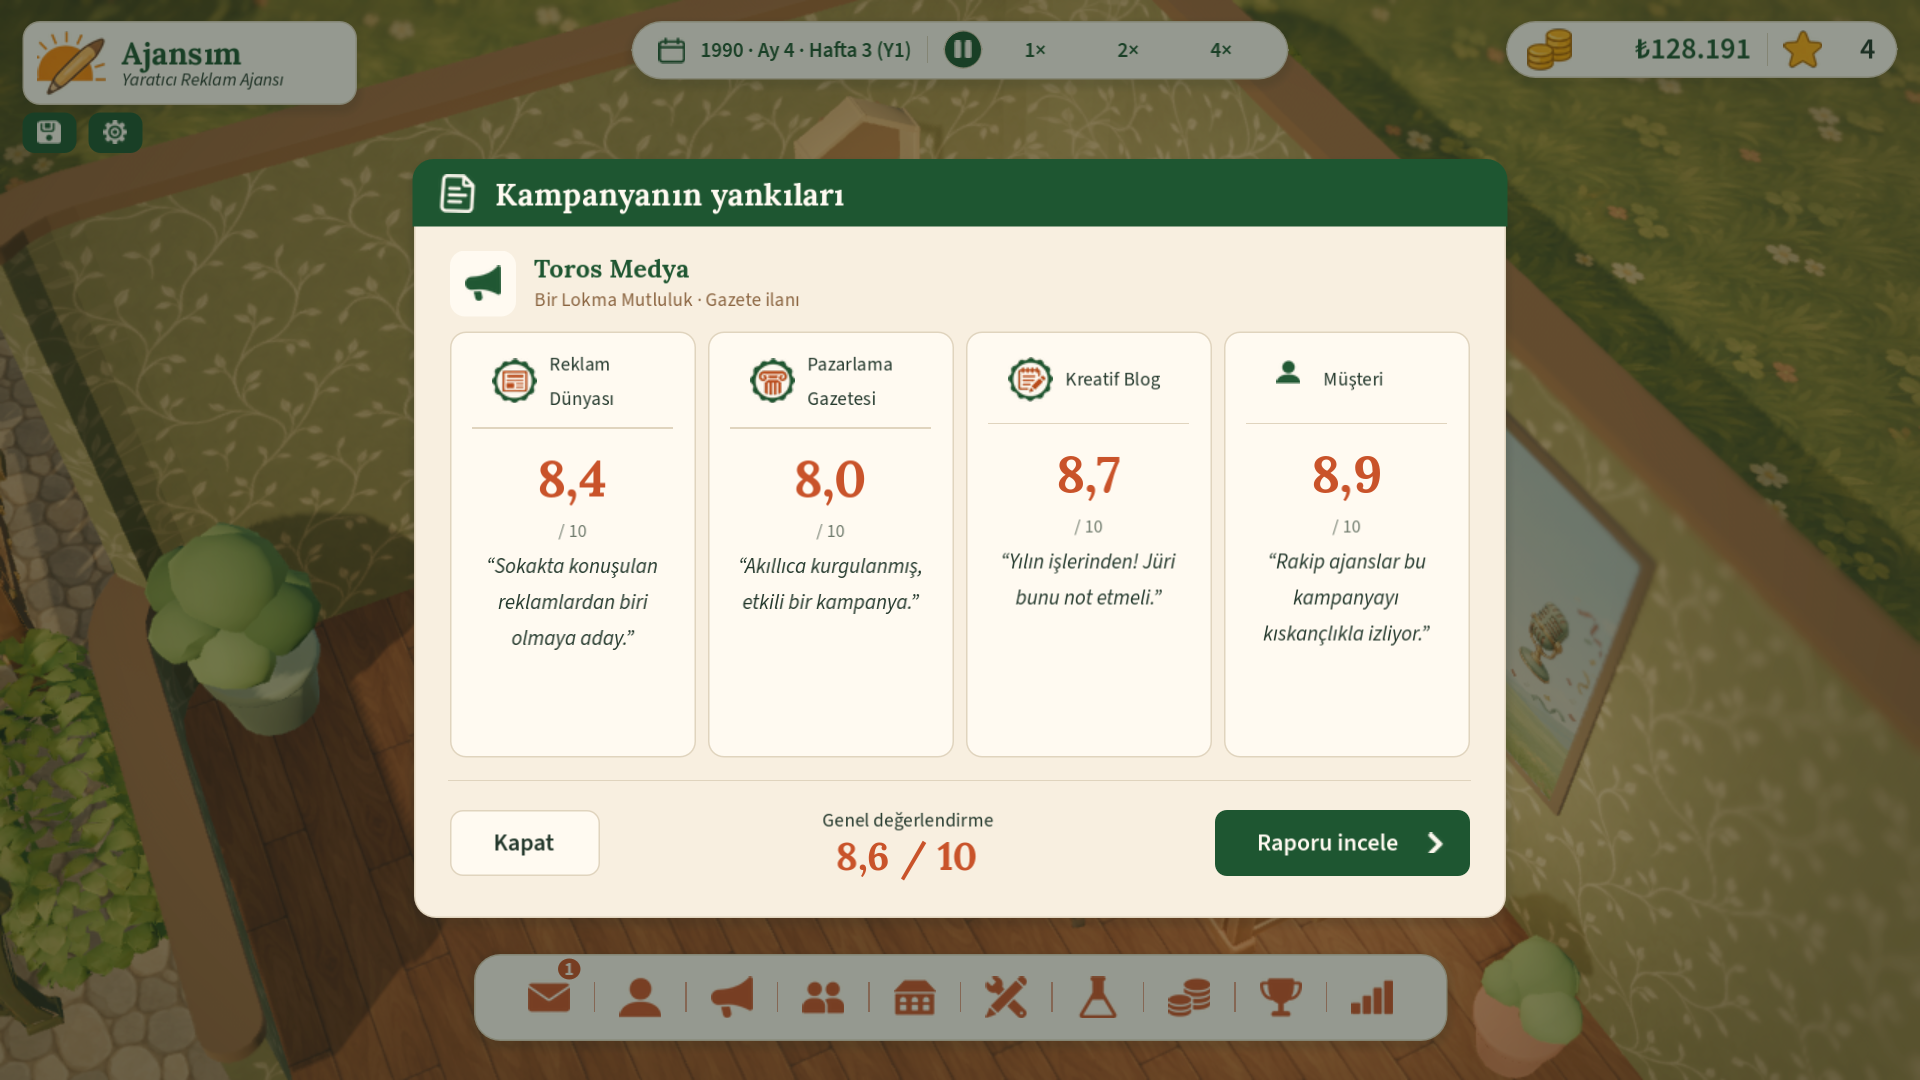 Ajansım
Yaratıcı Reklam Ajansı
1990 · Ay 4 · Hafta 3 (Y1)
1×
2×
4×
₺128.191
4
Kampanyanın yankıları
Toros Medya
Bir Lokma Mutluluk · Gazete ilanı
Reklam
Dünyası
8,4
/ 10
“Sokakta konuşulan
reklamlardan biri
olmaya aday.”
Pazarlama
Gazetesi
8,0
/ 10
“Akıllıca kurgulanmış,
etkili bir kampanya.”
Kreatif Blog
8,7
/ 10
“Yılın işlerinden! Jüri
bunu not etmeli.”
Müşteri
8,9
/ 10
“Rakip ajanslar bu
kampanyayı
kıskançlıkla izliyor.”
Kapat
Genel değerlendirme
8,6 / 10
Raporu incele
1